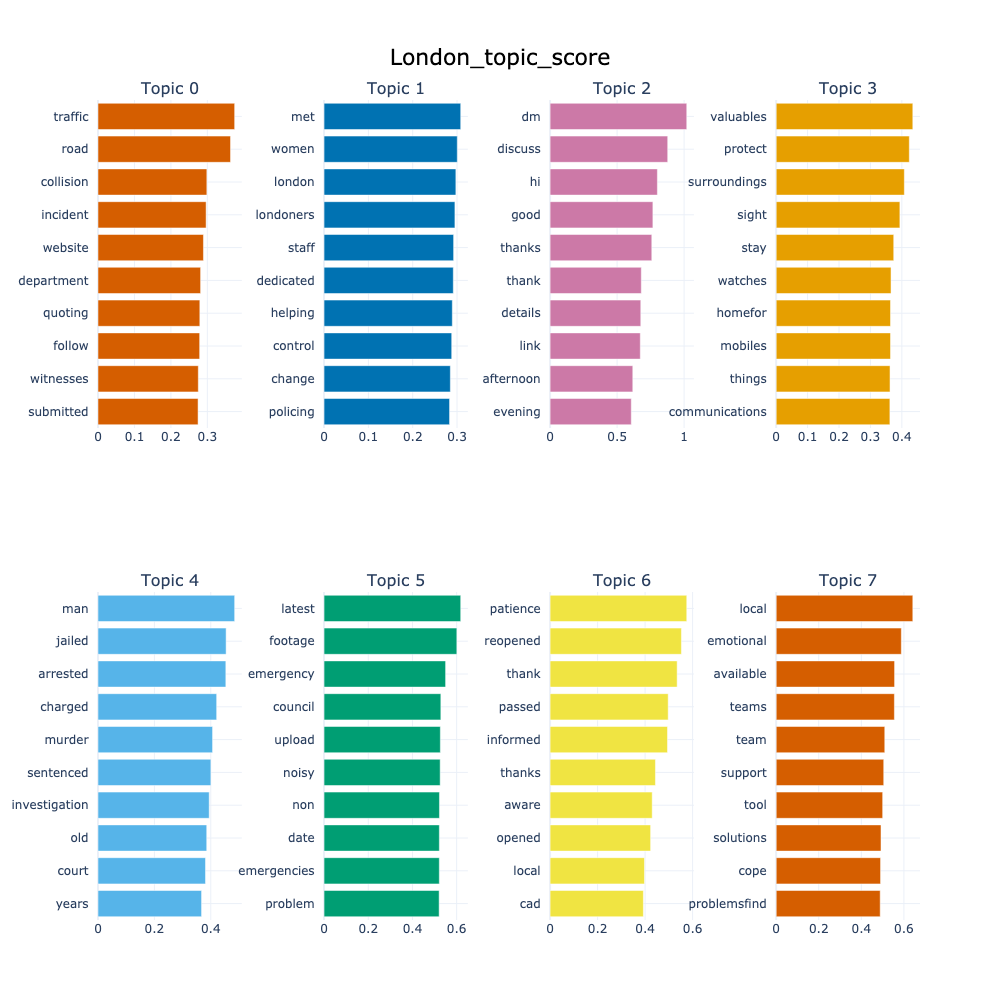 London_topic_score
Topic 0
traffic
road
collision
incident
website
department
quoting
follow
witnesses
submitted
0 0.1 0.2 0.3
Topic 1
met
women
london
londoners
staff
dedicated
helping
control
change
policing
0 0.1 0.2 0.3
Topic 2
dm
discuss
hi
good
thanks
thank
details
link
afternoon
evening
0 0.5 1
Topic 3
valuables
protect
surroundings
sight
stay
watches
homefor
mobiles
things
communications
0 0.1 0.2 0.3 0.4
Topic 4
man
jailed
arrested
charged
murder
sentenced
investigation
old
court
years
0 0.2 0.4
Topic 5
latest
footage
emergency
council
upload
noisy
non
date
emergencies
problem
0 0.2 0.4 0.6
Topic 6
patience
reopened
thank
passed
informed
thanks
aware
opened
local
cad
0 0.2 0.4 0.6
Topic 7
local
emotional
available
teams
team
support
tool
solutions
cope
problemsfind
0 0.2 0.4 0.6